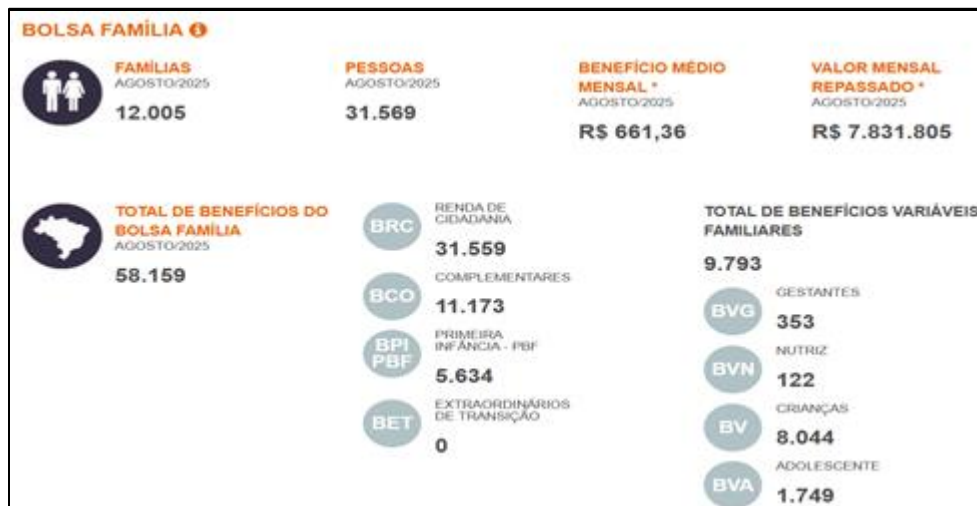 BOLSA FAMÍLIA i
FAMÍLIAS
AGOSTO/2025
12.005
PESSOAS
AGOSTO/2025
31.569
BENEFÍCIO MÉDIO
MENSAL *
AGOSTO/2025
R$ 661,36
VALOR MENSAL
REPASSADO *
AGOSTO/2025
R$ 7.831.805
TOTAL DE BENEFÍCIOS DO
BOLSA FAMÍLIA
AGOSTO/2025
58.159
BRC
RENDA DE
CIDADANIA
31.559
BCO
COMPLEMENTARES
11.173
BPI
PBF
PRIMEIRA
INFÂNCIA - PBF
5.634
BET
EXTRAORDINÁRIOS
DE TRANSIÇÃO
0
TOTAL DE BENEFÍCIOS VARIÁVEIS
FAMILIARES
9.793
BVG
GESTANTES
353
BVN
NUTRIZ
122
BV
CRIANÇAS
8.044
BVA
ADOLESCENTE
1.749